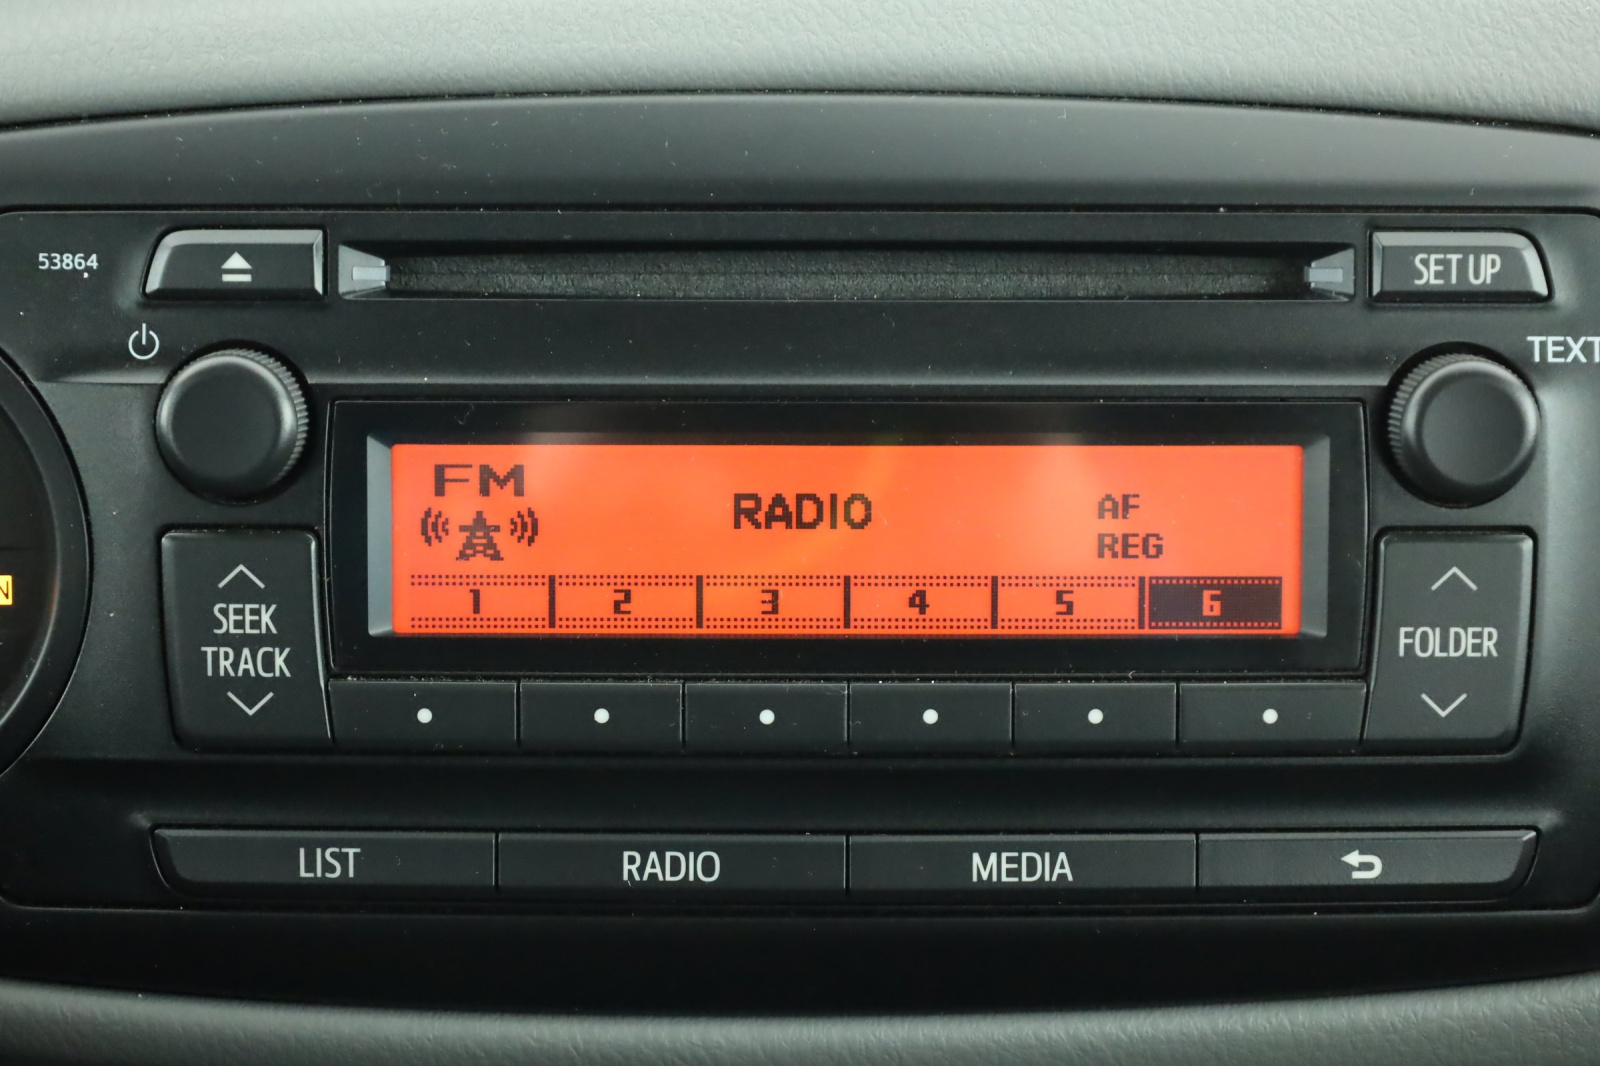 53864
SET UP
TEXT
FM
RADIO
AF
REG
1 2 3 4 5 6
SEEK
TRACK
FOLDER
LIST
RADIO
MEDIA